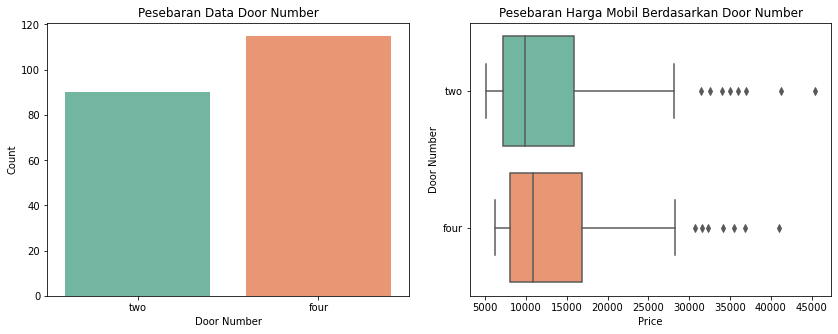 Pesebaran Data Door Number
120
100
80
60
40
20
0
Count
two
four
Door Number
Pesebaran Harga Mobil Berdasarkan Door Number
two
four
Door Number
5000 10000 15000 20000 25000 30000 35000 40000 45000
Price